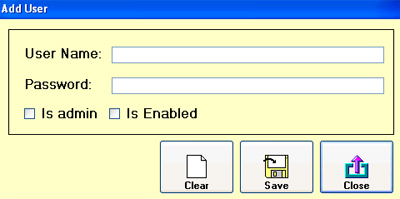 Add User
User Name:
Password:
Is admin Is Enabled
Clear Save Close